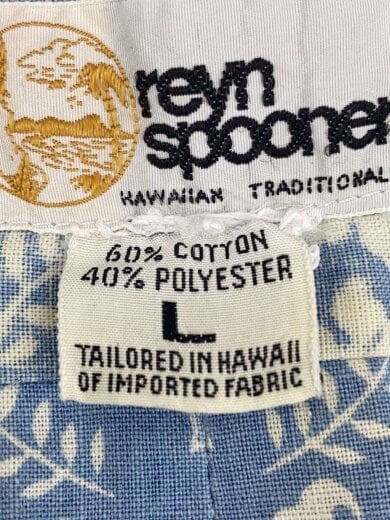 reyn
spooner
HAWAIIAN TRADITIONAL
60% COTTON
40% POLYESTER
L
TAILORED IN HAWAII
OF IMPORTED FABRIC